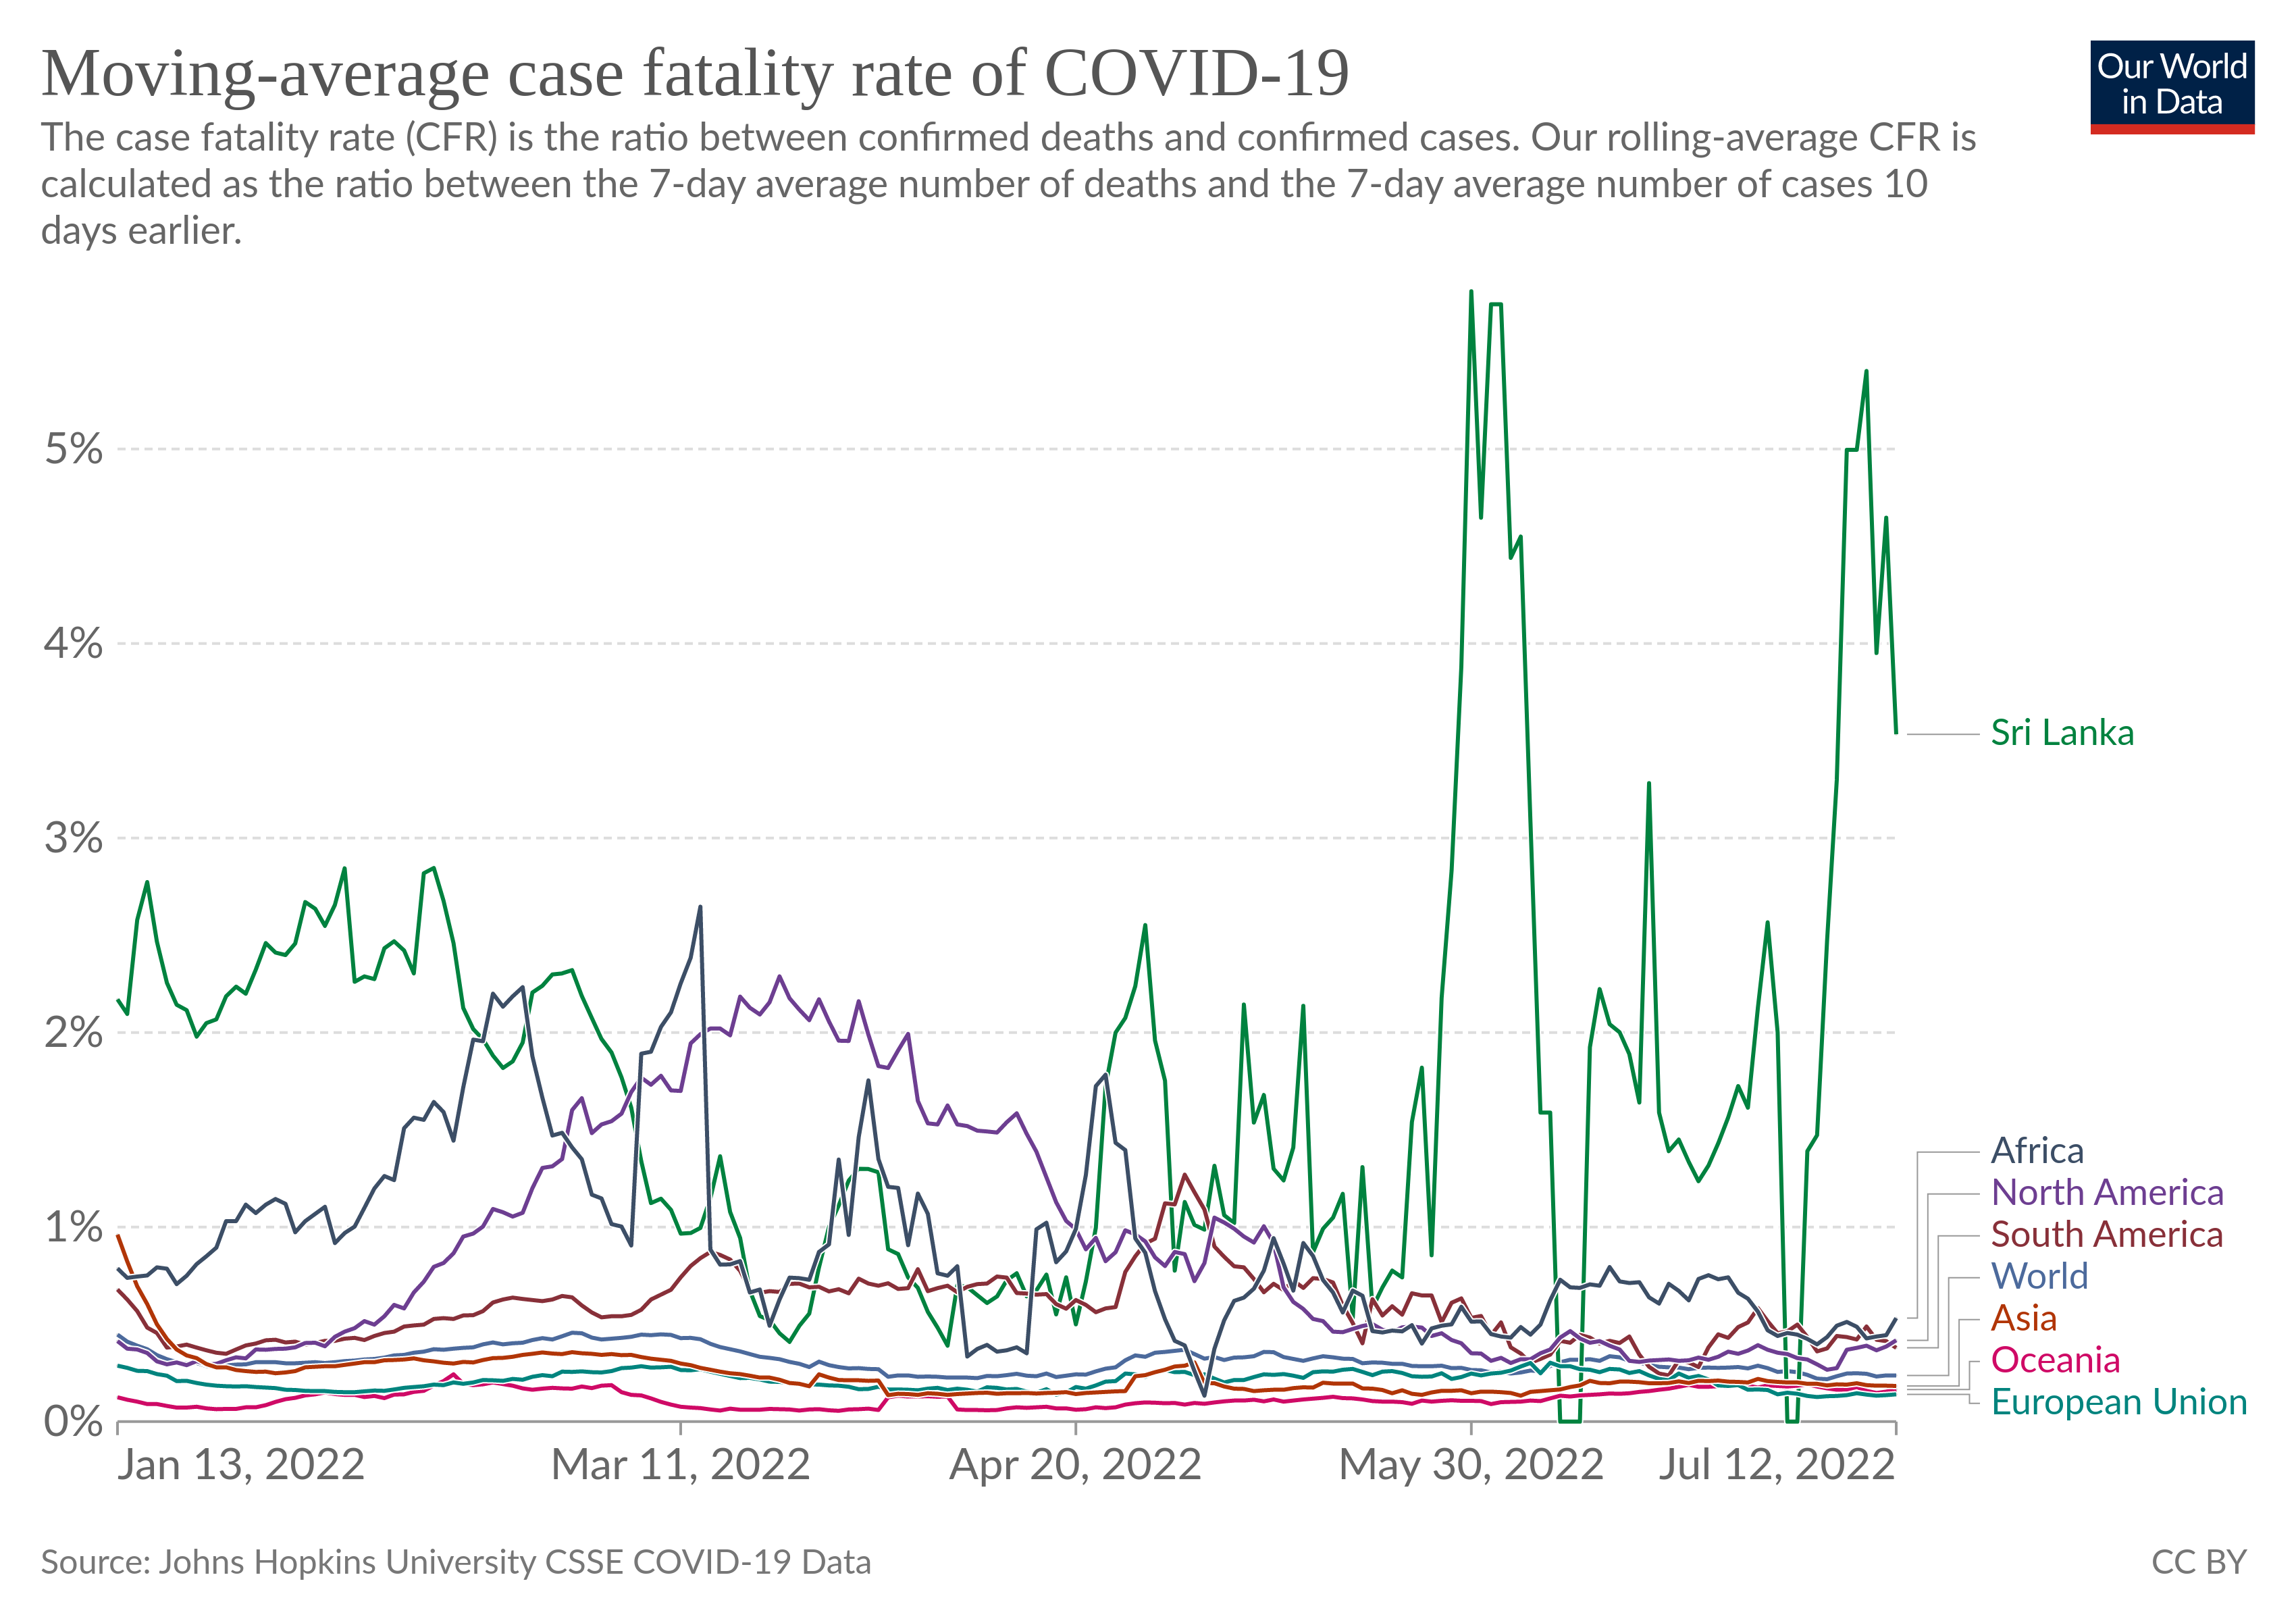 Moving-average case fatality rate of COVID-19
Our World
in Data
The case fatality rate (CFR) is the ratio between confirmed deaths and confirmed cases. Our rolling-average CFR is
calculated as the ratio between the 7-day average number of deaths and the 7-day average number of cases 10
days earlier.
5%
4%
3%
2%
1%
0%
Sri Lanka
Africa
North America
South America
World
Asia
Oceania
European Union
Jan 13, 2022
Mar 11, 2022
Apr 20, 2022
May 30, 2022
Jul 12, 2022
Source: Johns Hopkins University CSSE COVID-19 Data
CC BY